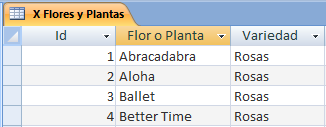 X Flores y Plantas
Id Flor o Planta Variedad
1 Abracadabra Rosas
2 Aloha Rosas
3 Ballet Rosas
4 Better Time Rosas